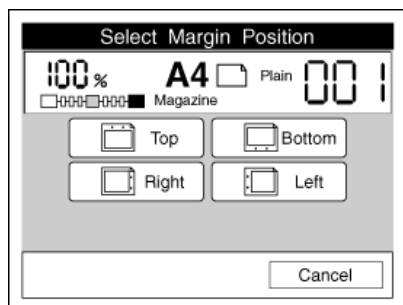 Select Margin Position
100% A4 Plain 001
Magazine
Top Bottom
Right Left
Cancel